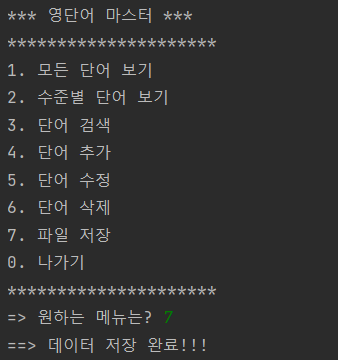 *** 영단어 마스터 ***
*********************
1. 모든 단어 보기
2. 수준별 단어 보기
3. 단어 검색
4. 단어 추가
5. 단어 수정
6. 단어 삭제
7. 파일 저장
0. 나가기
*********************
=> 원하는 메뉴는? 7
==> 데이터 저장 완료!!!